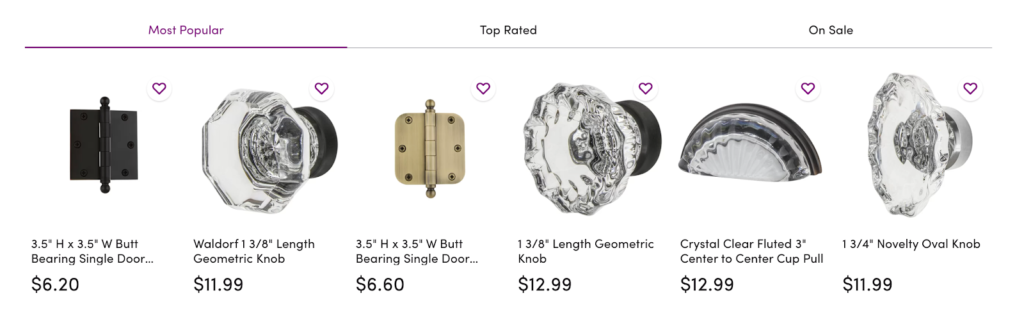 Most Popular
Top Rated
On Sale
3.5" H x 3.5" W Butt
Bearing Single Door...
$6.20
Waldorf 1 3/8" Length
Geometric Knob
$11.99
3.5" H x 3.5" W Butt
Bearing Single Door...
$6.60
1 3/8" Length Geometric
Knob
$12.99
Crystal Clear Fluted 3"
Center to Center Cup Pull
$12.99
1 3/4" Novelty Oval Knob
$11.99